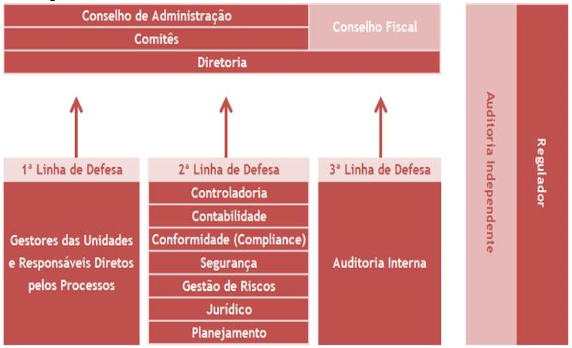 Conselho de Administração
Comitês
Conselho Fiscal
Diretoria
1ª Linha de Defesa
Gestores das Unidades
e Responsáveis Diretos
pelos Processos
2ª Linha de Defesa
Controladoria
Contabilidade
Conformidade (Compliance)
Segurança
Gestão de Riscos
Jurídico
Planejamento
3ª Linha de Defesa
Auditoria Interna
Auditoria Independente
Regulador